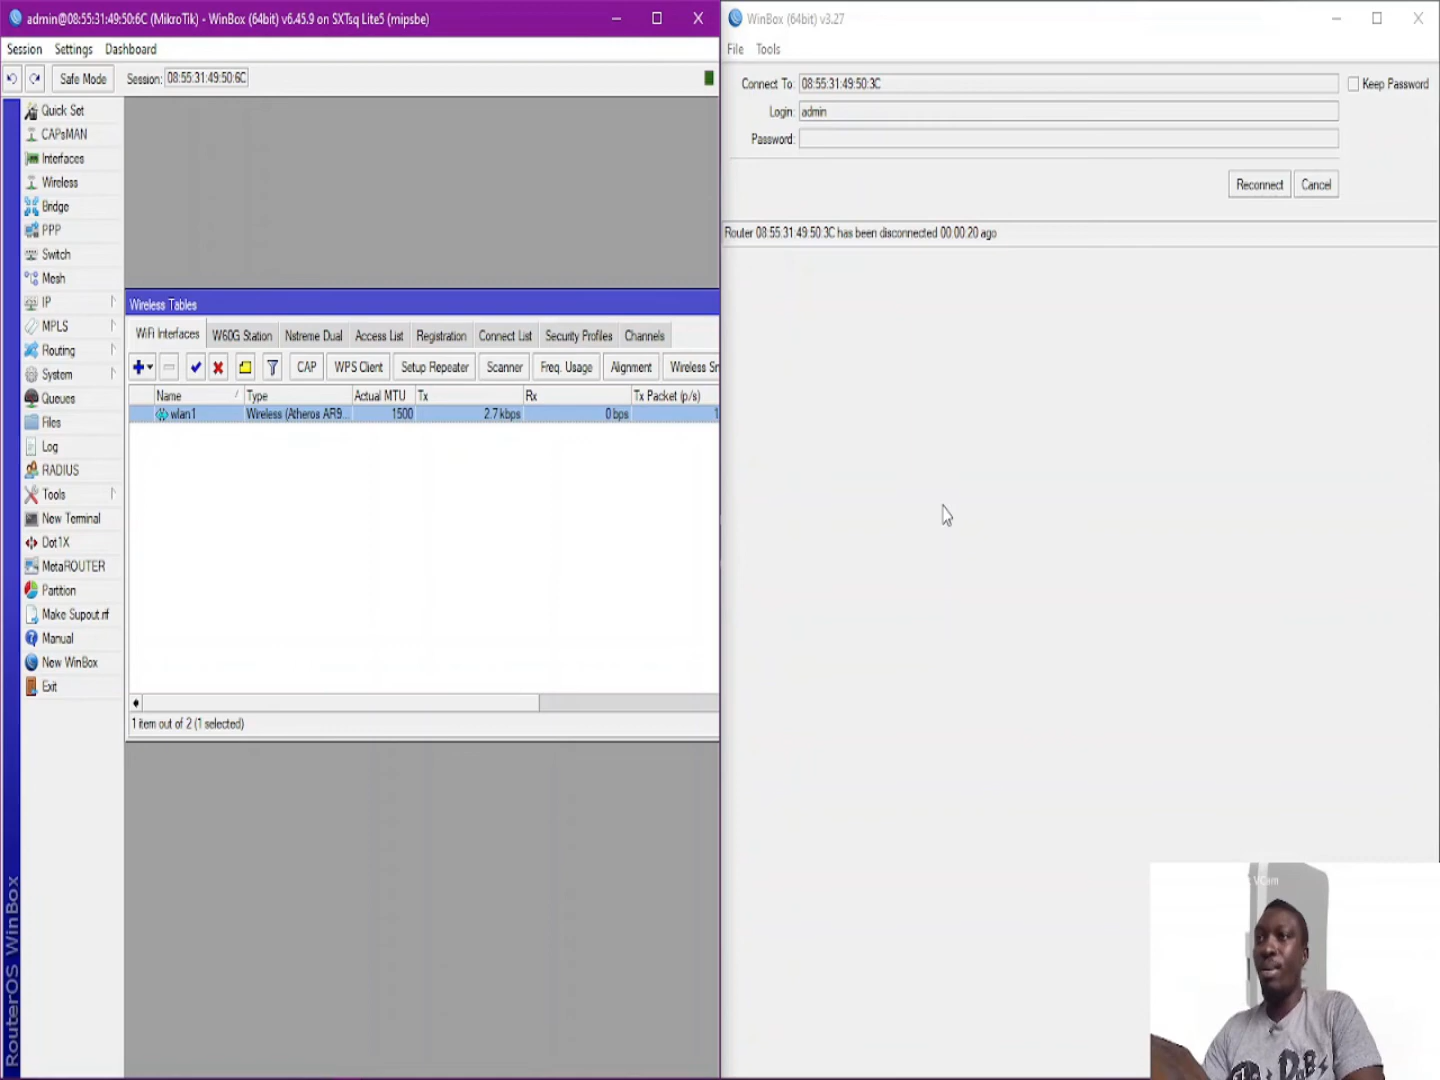 admin@08:55:31:49:50:6C (MikroTik) - WinBox (64bit) v6.45.9 on SXTsq Lite5 (mipsbe)
Session Settings Dashboard
Safe Mode Session: 08:55:31:49:50:6C
Quick Set
CAPsMAN
Interfaces
Wireless
Bridge
PPP
Switch
Mesh
IP
MPLS
Routing
System
Queues
Files
Log
RADIUS
Tools
New Terminal
Dot1X
MetaROUTER
Partition
Make Supout.rif
Manual
New WinBox
Exit
RouterOS WinBox
Wireless Tables
WiFi Interfaces W60G Station Nstreme Dual Access List Registration Connect List Security Profiles Channels
CAP WPS Client Setup Repeater Scanner Freq. Usage Alignment Wireless Sn
Name / Type Actual MTU Tx Rx Tx Packet (p/s)
wlan1 Wireless (Atheros AR9... 1500 2.7 kbps 0 bps 1
1 item out of 2 (1 selected)
WinBox (64bit) v3.27
File Tools
Connect To: 08:55:31:49:50:3C Keep Password
Login: admin
Password:
Reconnect Cancel
Router 08:55:31:49:50:3C has been disconnected 00:00:20 ago